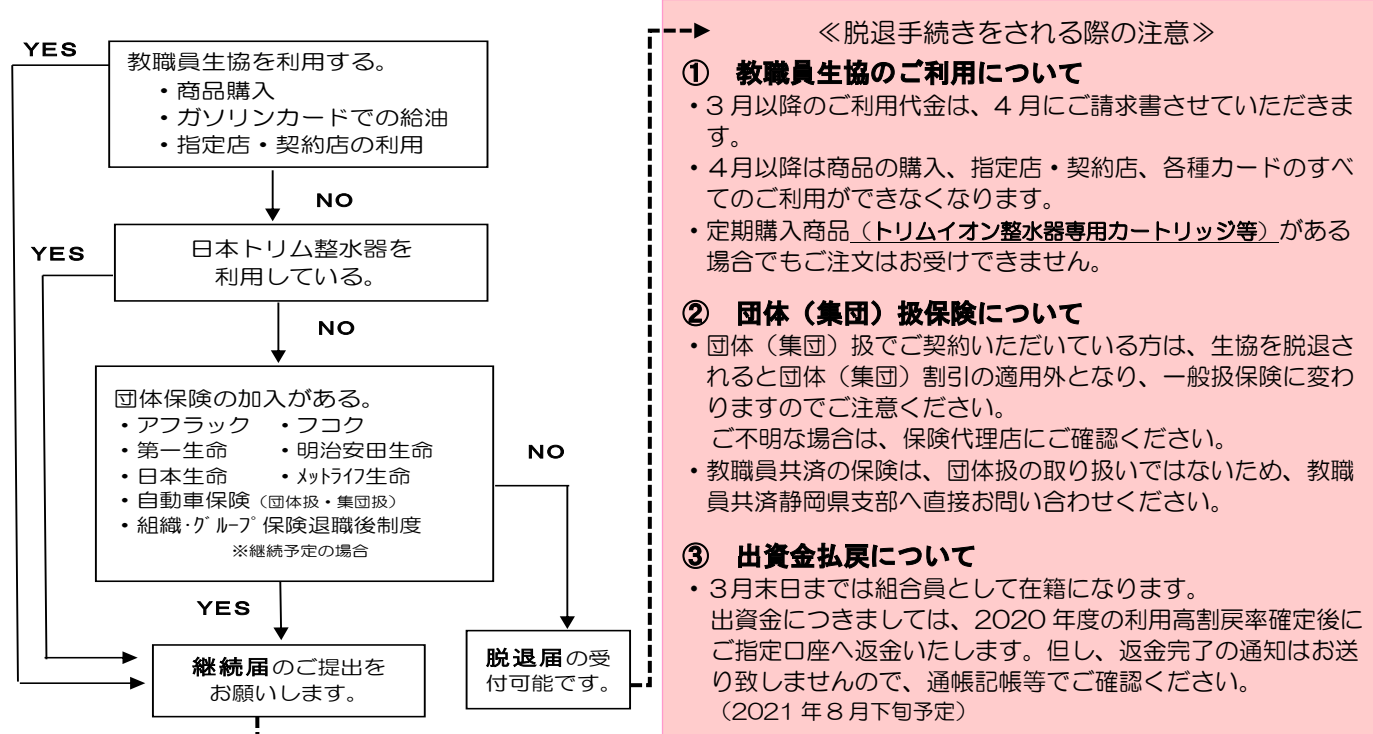 YES
教職員生協を利用する。
・商品購入
・ガソリンカードでの給油
・指定店・契約店の利用
NO
YES
日本トリム整水器を
利用している。
NO
団体保険の加入がある。
・アフラック ・フコク
・第一生命 ・明治安田生命
・日本生命 ・メットライフ生命
・自動車保険（団体扱・集団扱）
・組織・グループ保険退職後制度
※継続予定の場合
NO
YES
継続届のご提出を
お願いします。
脱退届の受
付可能です。
≪脱退手続きをされる際の注意≫
① 教職員生協のご利用について
・３月以降のご利用代金は、４月にご請求書させていただきま
す。
・４月以降は商品の購入、指定店・契約店、各種カードのすべ
てのご利用ができなくなります。
・定期購入商品（トリムイオン整水器専用カートリッジ等）がある
場合でもご注文はお受けできません。
② 団体（集団）扱保険について
・団体（集団）扱でご契約いただいている方は、生協を脱退さ
れると団体（集団）割引の適用外となり、一般扱保険に変わ
りますのでご注意ください。
ご不明な場合は、保険代理店にご確認ください。
・教職員共済の保険は、団体扱の取り扱いではないため、教職
員共済静岡県支部へ直接お問い合わせください。
③ 出資金払戻について
・３月末日までは組合員として在籍になります。
出資金につきましては、2020 年度の利用高割戻率確定後に
ご指定口座へ返金いたします。但し、返金完了の通知はお送
り致しませんので、通帳記帳等でご確認ください。
（2021 年８月下旬予定）